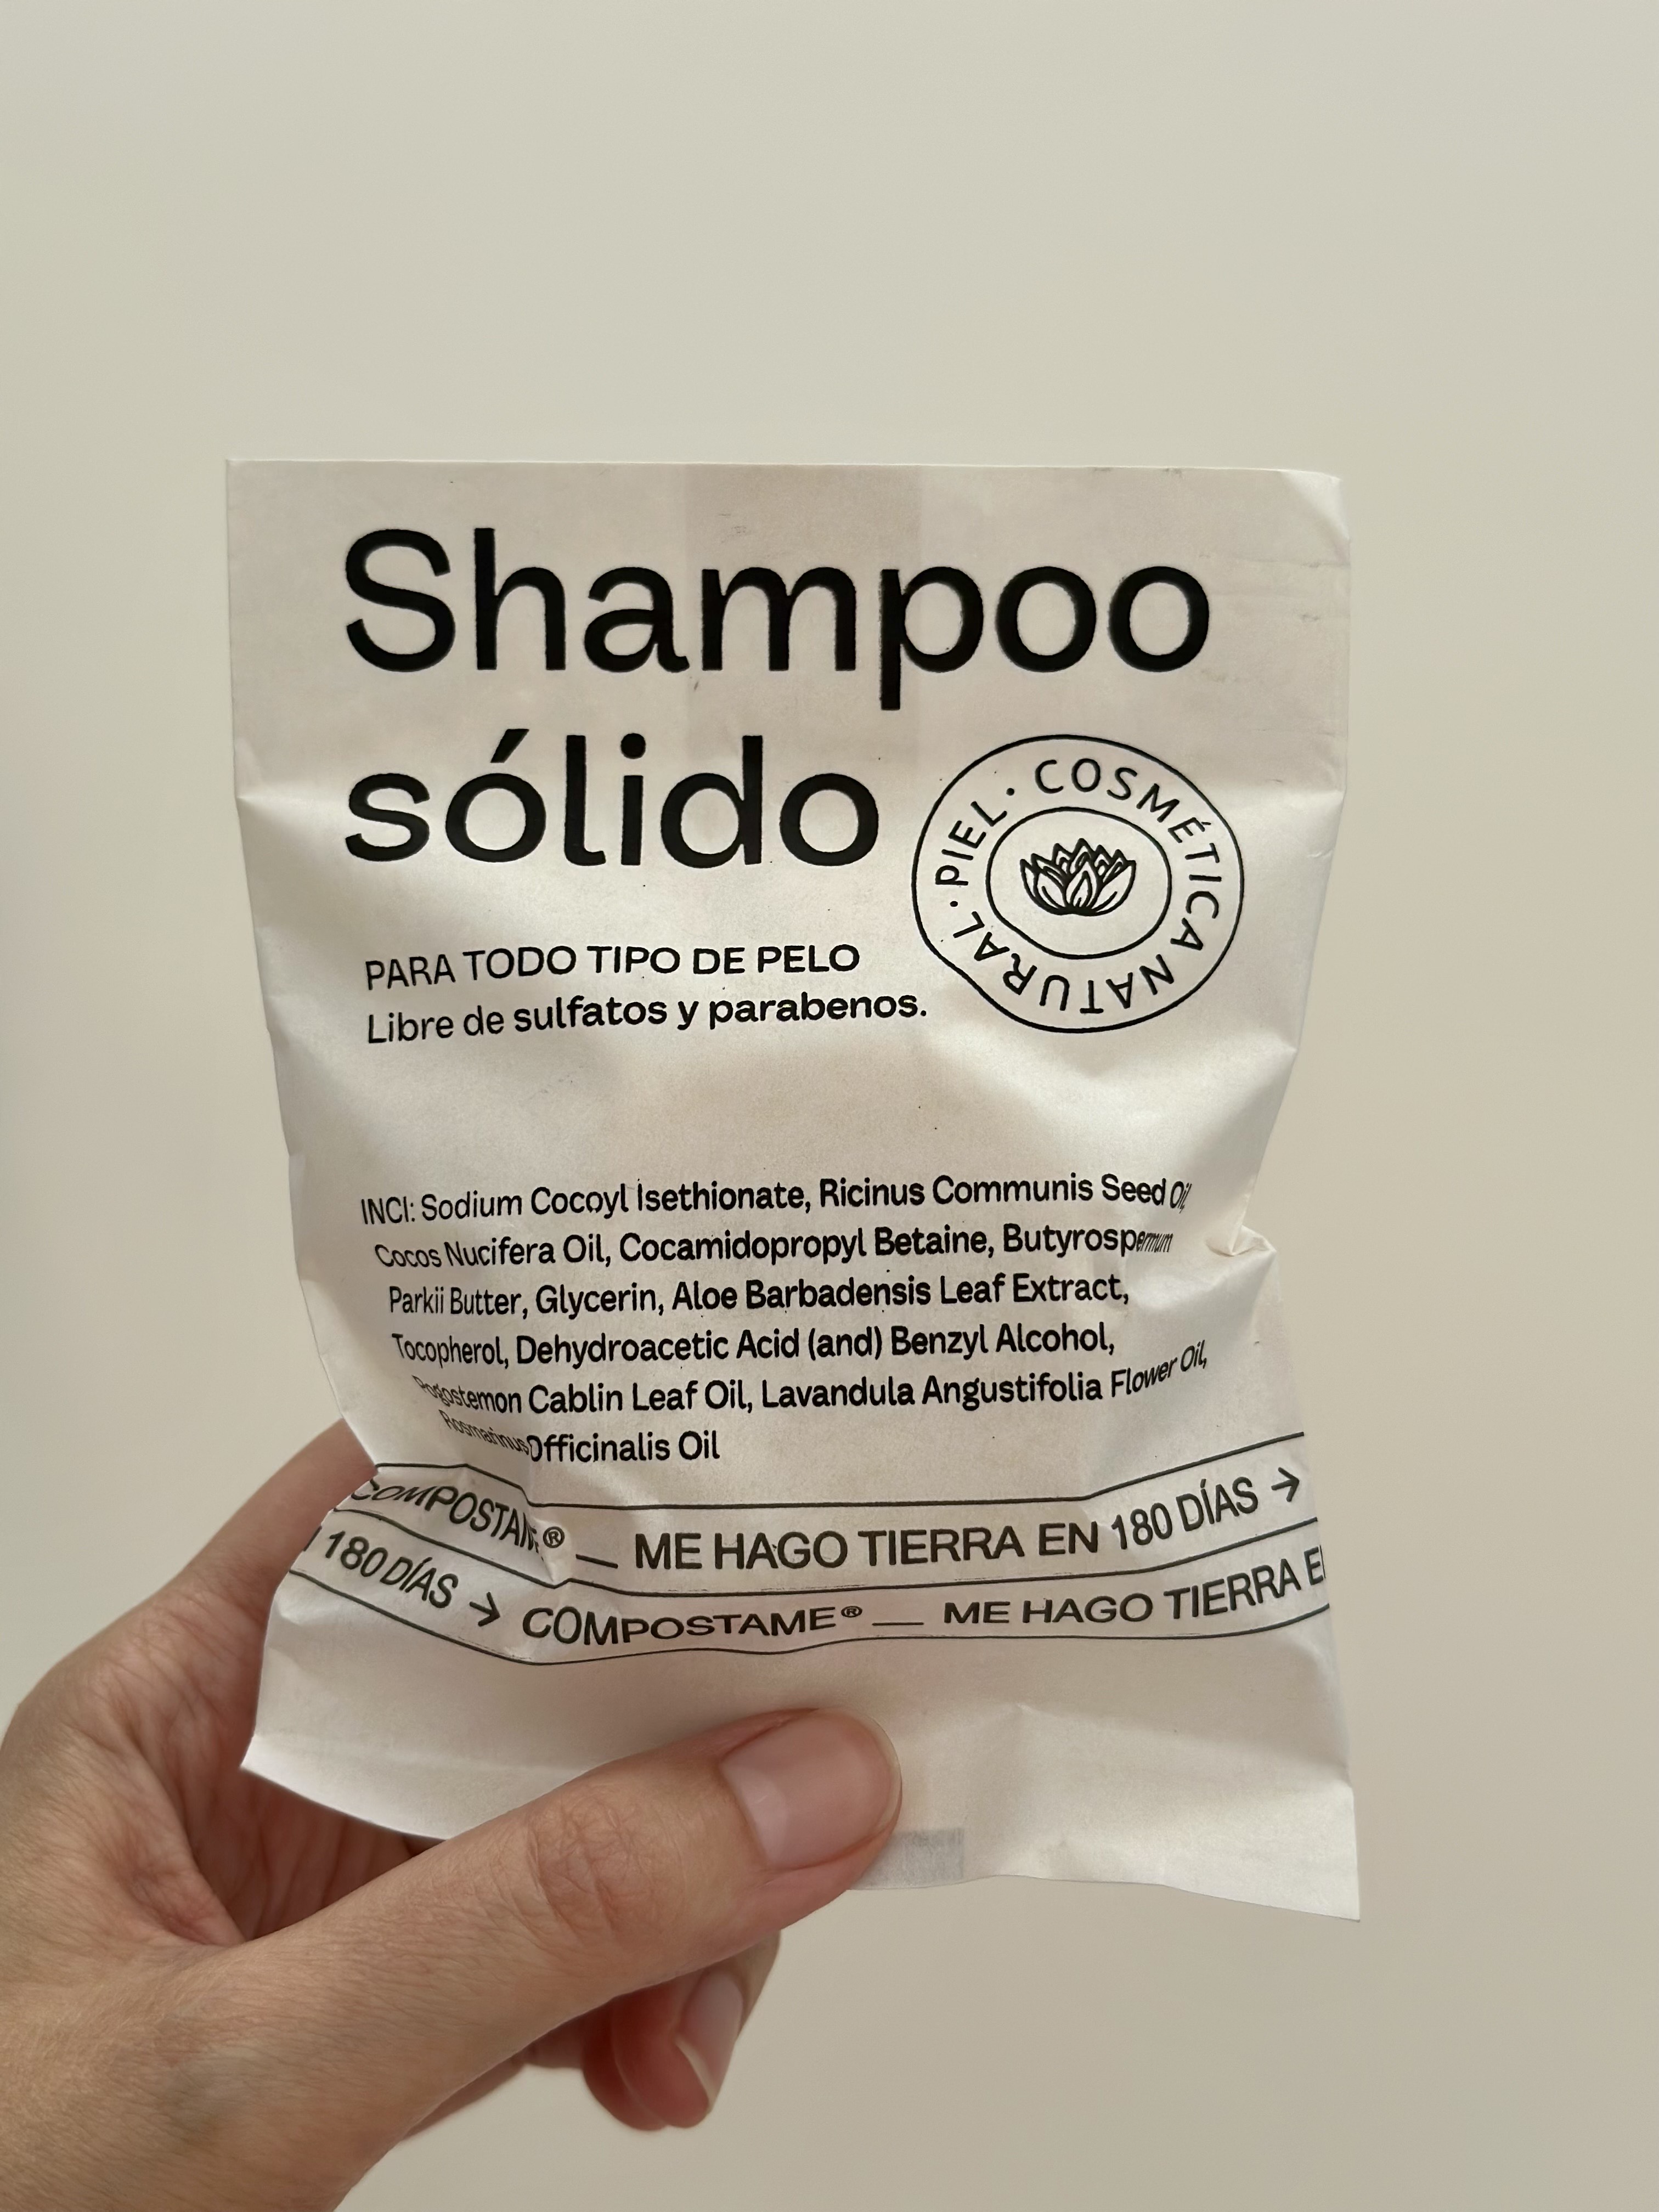 Shampoo
sólido
PIEL · COSMÉTICA NATURAL ·
PARA TODO TIPO DE PELO
Libre de sulfatos y parabenos.
INCI: Sodium Cocoyl Isethionate, Ricinus Communis Seed Oil,
Cocos Nucifera Oil, Cocamidopropyl Betaine, Butyrospermum
Parkii Butter, Glycerin, Aloe Barbadensis Leaf Extract,
Tocopherol, Dehydroacetic Acid (and) Benzyl Alcohol,
Pogostemon Cablin Leaf Oil, Lavandula Angustifolia Flower Oil,
Rosmarinus Officinalis Oil
COMPOSTAME® — ME HAGO TIERRA EN 180 DÍAS →
180 DÍAS → COMPOSTAME® — ME HAGO TIERRA